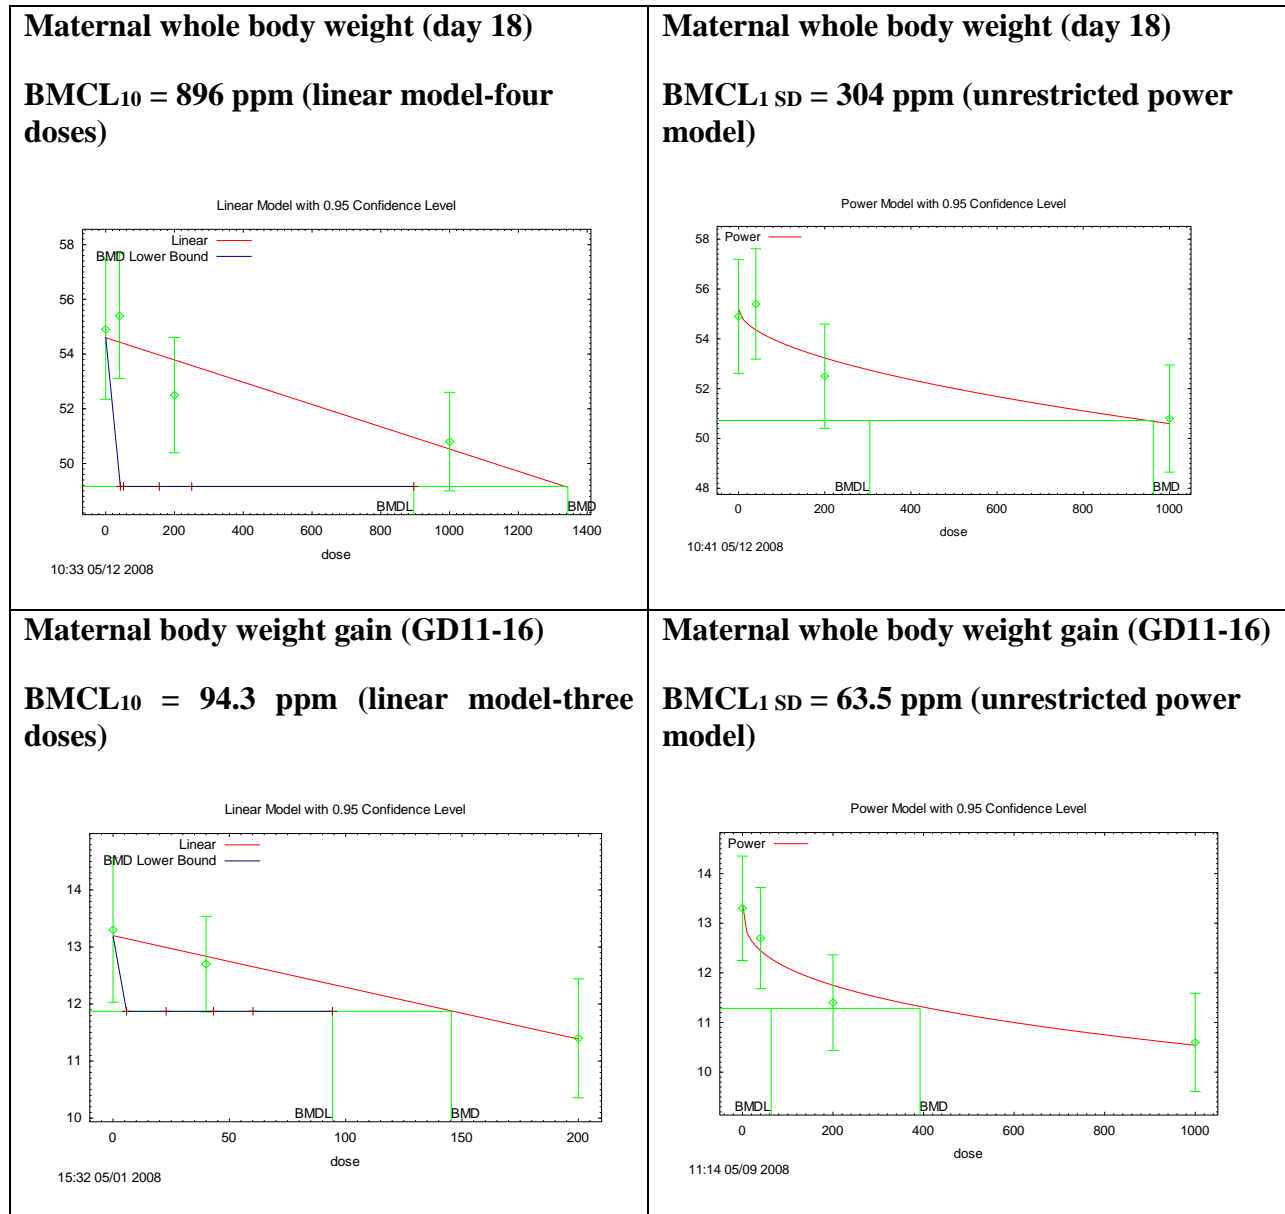 Maternal whole body weight (day 18)
BMCL10 = 896 ppm (linear model-four
doses)
Linear Model with 0.95 Confidence Level
Linear
BMD Lower Bound
58
56
54
52
50
BMDL
BMD
0 200 400 600 800 1000 1200 1400
dose
10:33 05/12 2008
Maternal whole body weight (day 18)
BMCL1 SD = 304 ppm (unrestricted power
model)
Power Model with 0.95 Confidence Level
Power
58
56
54
52
50
48
BMDL
BMD
0 200 400 600 800 1000
dose
10:41 05/12 2008
Maternal body weight gain (GD11-16)
BMCL10 = 94.3 ppm (linear model-three
doses)
Linear Model with 0.95 Confidence Level
Linear
BMD Lower Bound
14
13
12
11
10
BMDL
BMD
0 50 100 150 200
dose
15:32 05/01 2008
Maternal whole body weight gain (GD11-16)
BMCL1 SD = 63.5 ppm (unrestricted power
model)
Power Model with 0.95 Confidence Level
Power
14
13
12
11
10
BMDL
BMD
0 200 400 600 800 1000
dose
11:14 05/09 2008